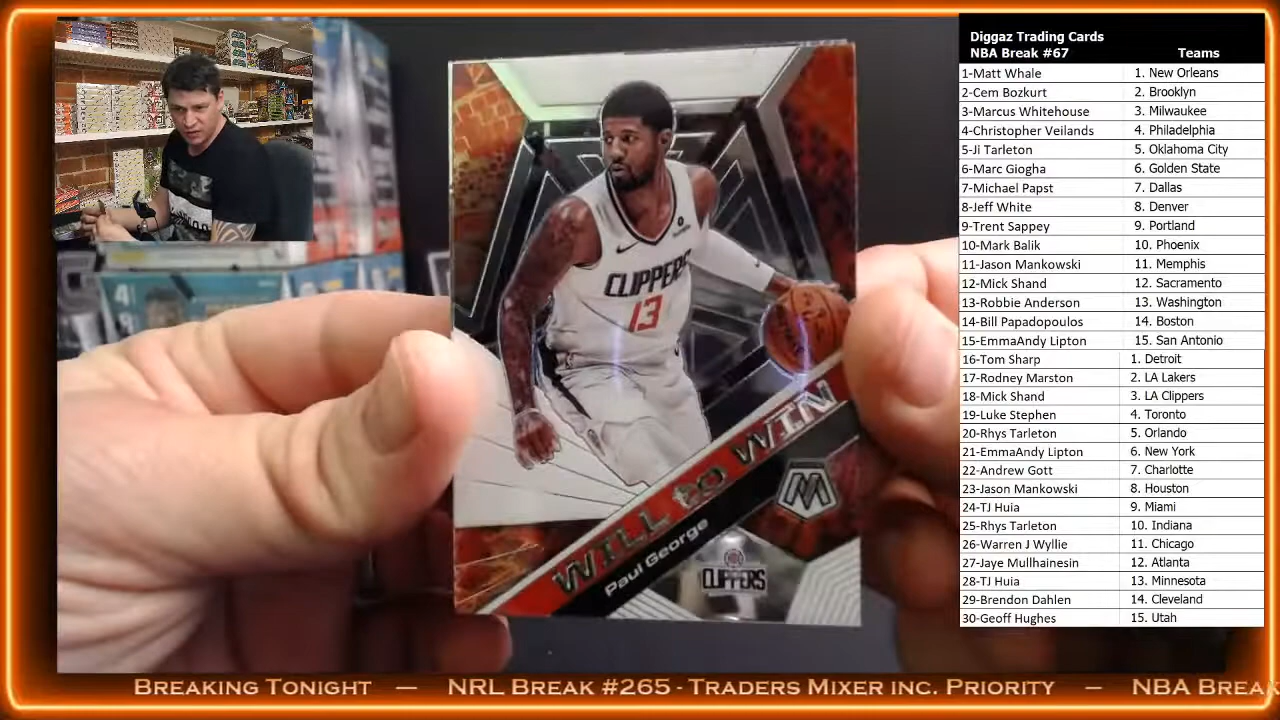 CLIPPERS
13
WILL TO WIN
Paul George
CLIPPERS
Diggaz Trading Cards
NBA Break #67 Teams
1-Matt Whale 1. New Orleans
2-Cem Bozkurt 2. Brooklyn
3-Marcus Whitehouse 3. Milwaukee
4-Christopher Veilands 4. Philadelphia
5-Ji Tarleton 5. Oklahoma City
6-Marc Giogha 6. Golden State
7-Michael Papst 7. Dallas
8-Jeff White 8. Denver
9-Trent Sappey 9. Portland
10-Mark Balik 10. Phoenix
11-Jason Mankowski 11. Memphis
12-Mick Shand 12. Sacramento
13-Robbie Anderson 13. Washington
14-Bill Papadopoulos 14. Boston
15-EmmaAndy Lipton 15. San Antonio
16-Tom Sharp 1. Detroit
17-Rodney Marston 2. LA Lakers
18-Mick Shand 3. LA Clippers
19-Luke Stephen 4. Toronto
20-Rhys Tarleton 5. Orlando
21-EmmaAndy Lipton 6. New York
22-Andrew Gott 7. Charlotte
23-Jason Mankowski 8. Houston
24-TJ Huia 9. Miami
25-Rhys Tarleton 10. Indiana
26-Warren J Wyllie 11. Chicago
27-Jaye Mullhainesin 12. Atlanta
28-TJ Huia 13. Minnesota
29-Brendon Dahlen 14. Cleveland
30-Geoff Hughes 15. Utah
BREAKING TONIGHT — NRL BREAK #265 - TRADERS MIXER INC. PRIORITY — NBA BREAK